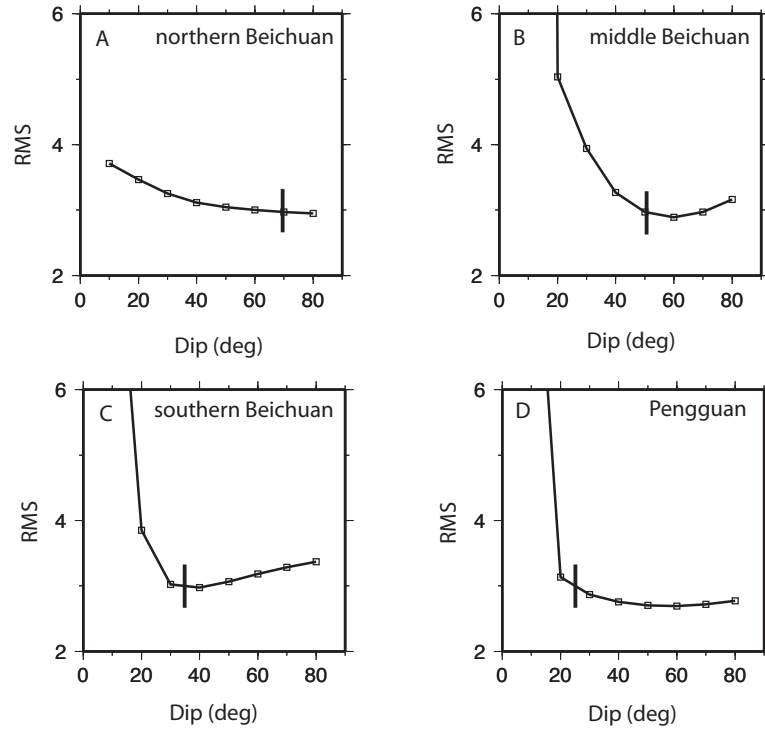 A northern Beichuan
6
4
2
RMS
0 20 40 60 80
Dip (deg)
B middle Beichuan
6
4
2
RMS
0 20 40 60 80
Dip (deg)
C southern Beichuan
6
4
2
RMS
0 20 40 60 80
Dip (deg)
D Pengguan
6
4
2
RMS
0 20 40 60 80
Dip (deg)